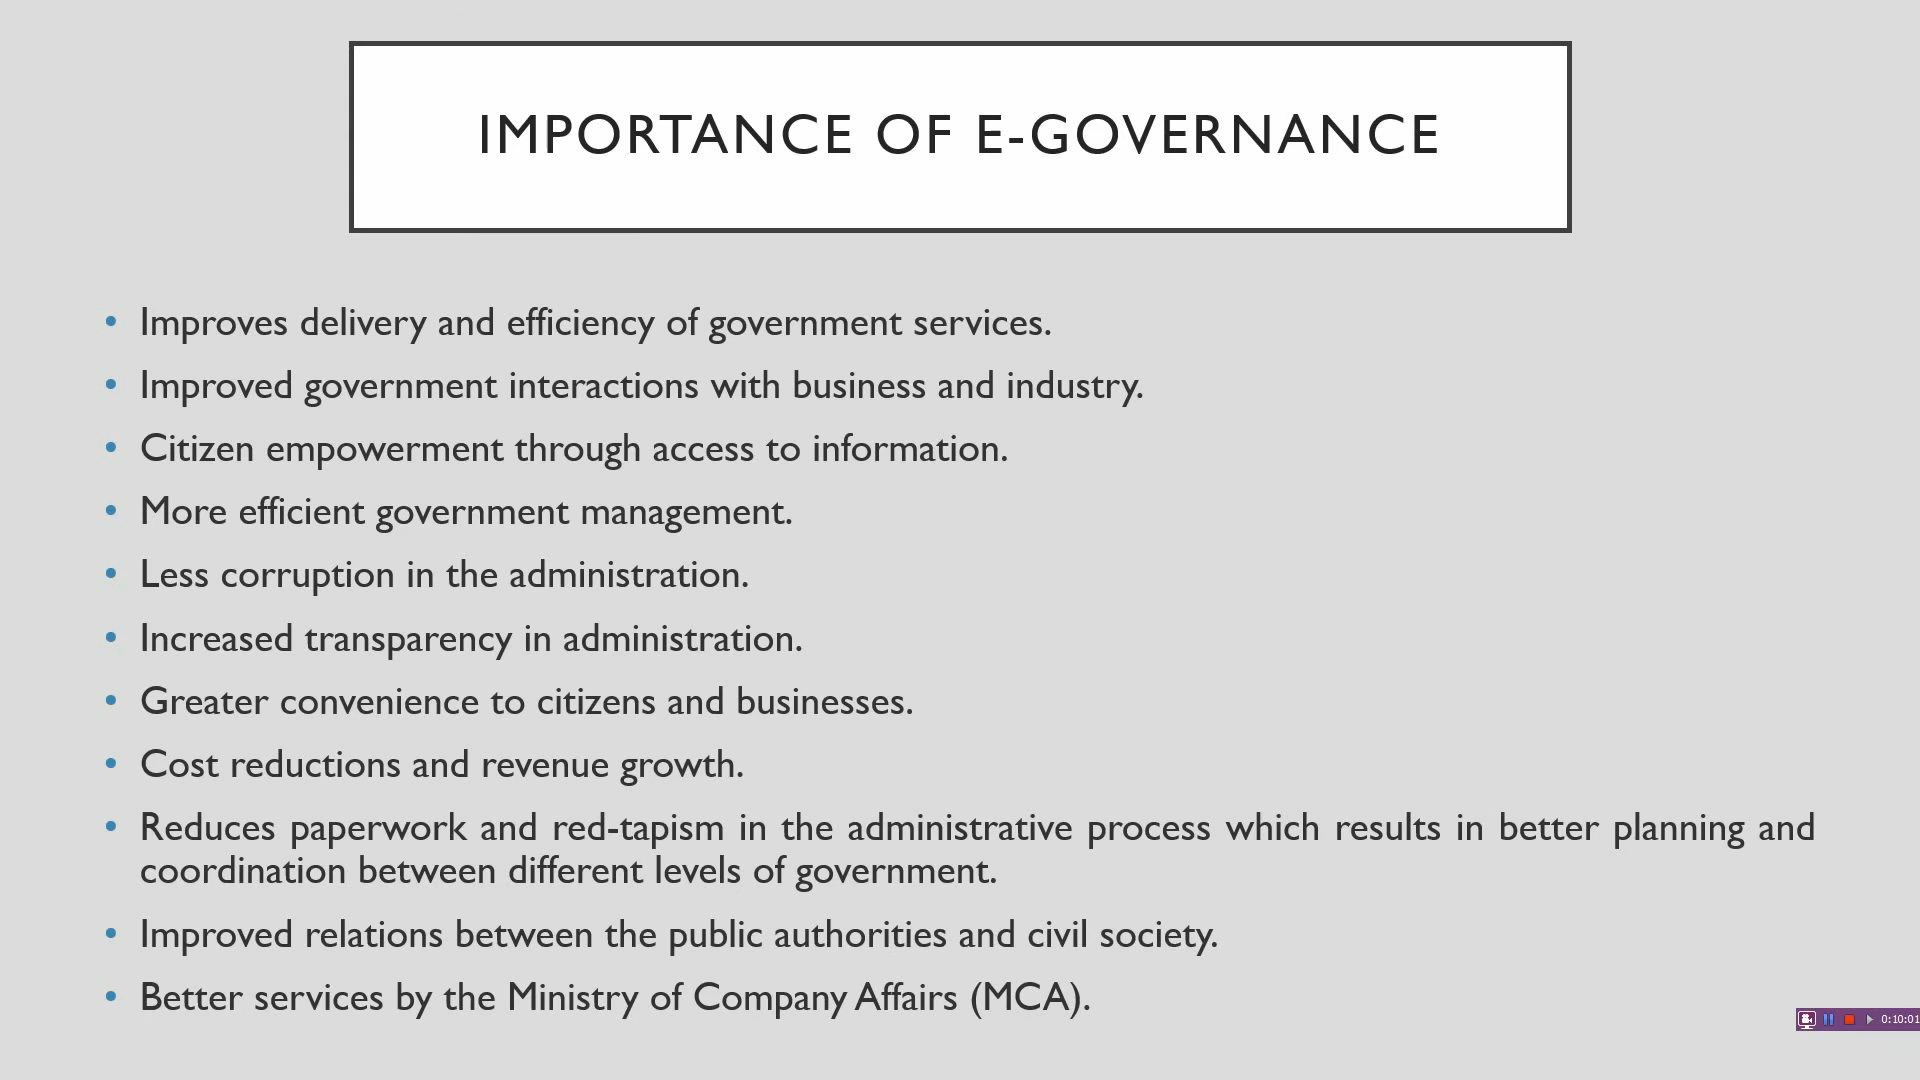 IMPORTANCE OF E-GOVERNANCE
• Improves delivery and efficiency of government services.
• Improved government interactions with business and industry.
• Citizen empowerment through access to information.
• More efficient government management.
• Less corruption in the administration.
• Increased transparency in administration.
• Greater convenience to citizens and businesses.
• Cost reductions and revenue growth.
• Reduces paperwork and red-tapism in the administrative process which results in better planning and
coordination between different levels of government.
• Improved relations between the public authorities and civil society.
• Better services by the Ministry of Company Affairs (MCA).
0:10:01